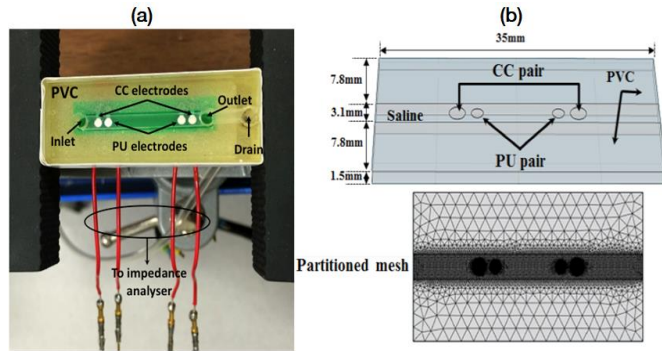 (a)
PVC
CC electrodes
Outlet
Inlet
PU electrodes
Drain
To impedance
analyser
(b)
35mm
7.8mm
CC pair
PVC
3.1mm
Saline
7.8mm
PU pair
1.5mm
Partitioned mesh